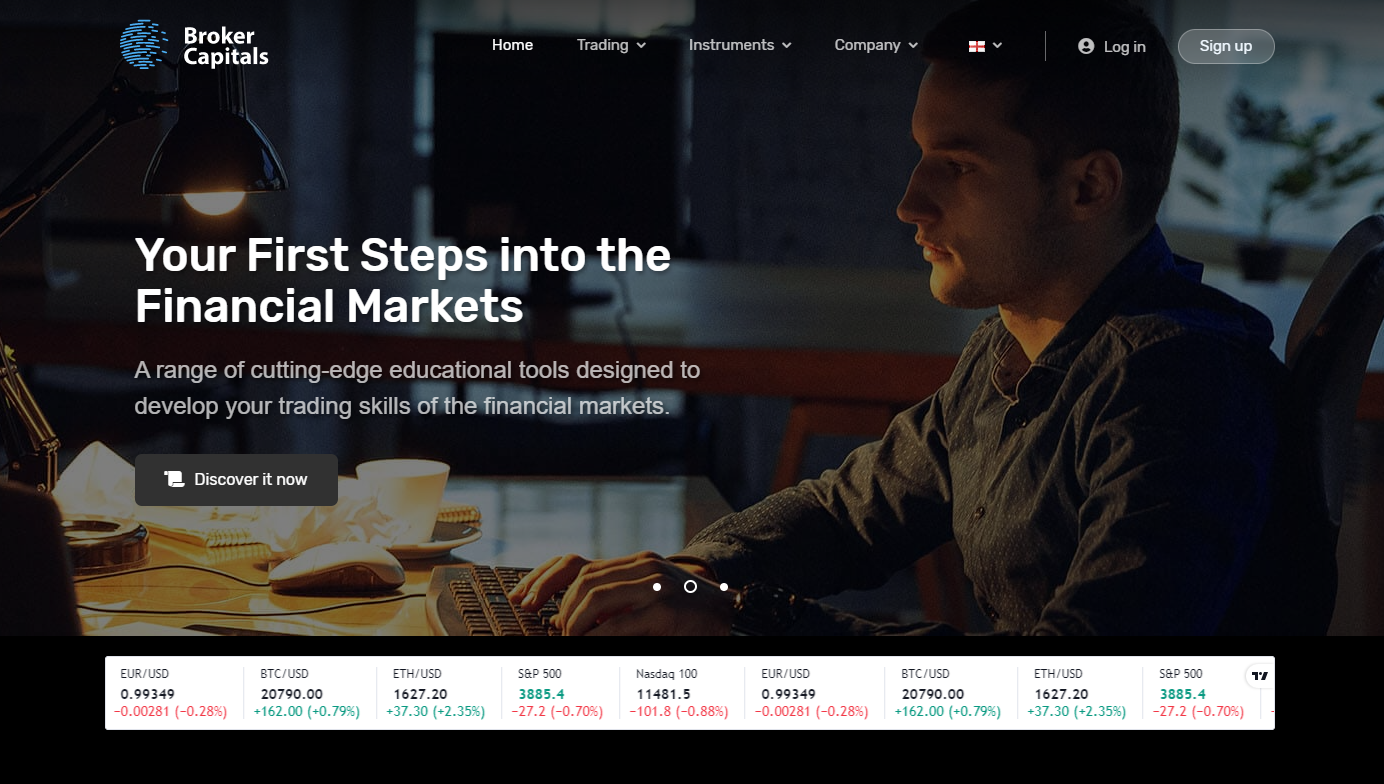 Broker
Capitals
Home
Trading
Instruments
Company
Log in
Sign up
Your First Steps into the
Financial Markets
A range of cutting-edge educational tools designed to
develop your trading skills of the financial markets.
Discover it now
EUR/USD BTC/USD ETH/USD S&P 500 Nasdaq 100 EUR/USD BTC/USD ETH/USD S&P 500
0.99349 20790.00 1627.20 3885.4 11481.5 0.99349 20790.00 1627.20 3885.4
−0.00281 (−0.28%) +162.00 (+0.79%) +37.30 (+2.35%) −27.2 (−0.70%) −101.8 (−0.88%) −0.00281 (−0.28%) +162.00 (+0.79%) +37.30 (+2.35%) −27.2 (−0.70%)